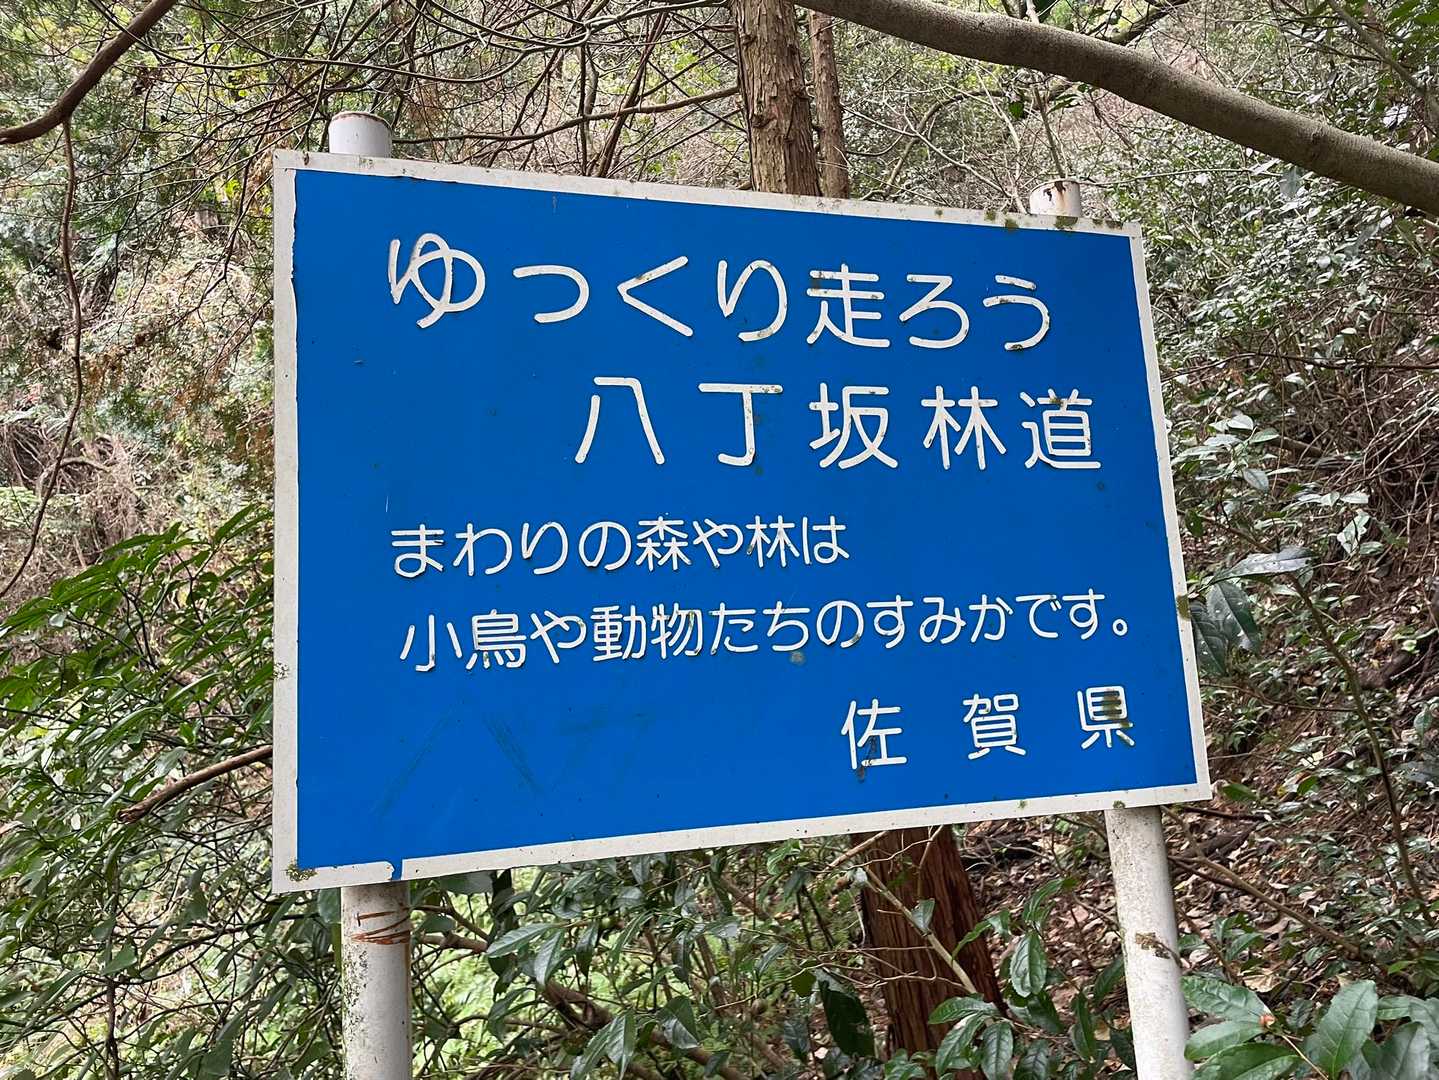 ゆっくり走ろう
八丁坂林道
まわりの森や林は
小鳥や動物たちのすみかです。
佐賀県